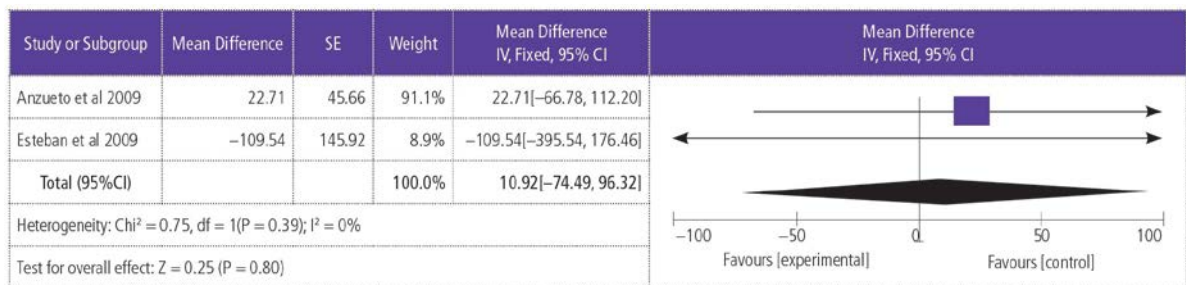 Study or Subgroup Mean Difference SE Weight Mean Difference IV, Fixed, 95% CI Mean Difference IV, Fixed, 95% CI
Anzueto et al 2009 22.71 45.66 91.1% 22.71[–66.78, 112.20]
Esteban et al 2009 –109.54 145.92 8.9% –109.54[–395.54, 176.46]
Total (95%CI) 100.0% 10.92[–74.49, 96.32]
Heterogeneity: Chi² = 0.75, df = 1(P = 0.39); I² = 0%
Test for overall effect: Z = 0.25 (P = 0.80)
–100 –50 0 50 100
Favours [experimental] Favours [control]